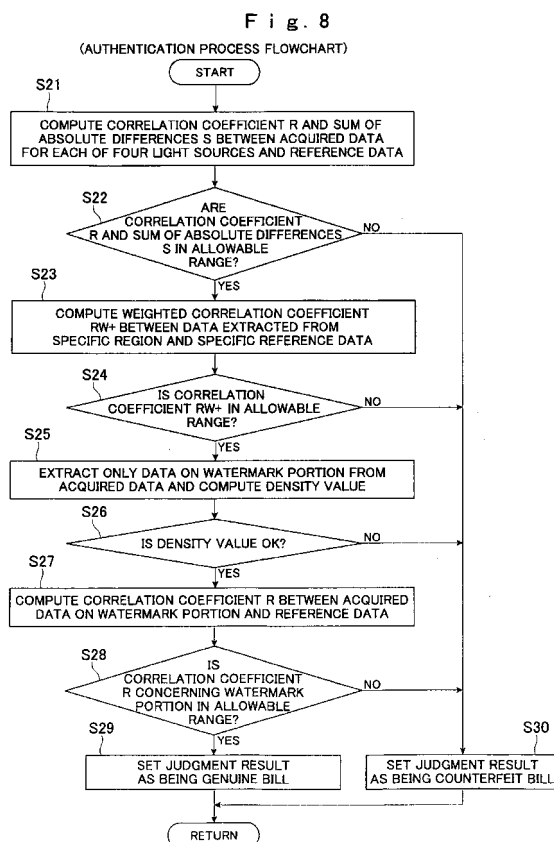 Fig. 8
(AUTHENTICATION PROCESS FLOWCHART)
START
S21
COMPUTE CORRELATION COEFFICIENT R AND SUM OF
ABSOLUTE DIFFERENCES S BETWEEN ACQUIRED DATA
FOR EACH OF FOUR LIGHT SOURCES AND REFERENCE DATA
S22
ARE
CORRELATION COEFFICIENT
R AND SUM OF ABSOLUTE DIFFERENCES
S IN ALLOWABLE
RANGE?
NO
YES
S23
COMPUTE WEIGHTED CORRELATION COEFFICIENT
RW+ BETWEEN DATA EXTRACTED FROM
SPECIFIC REGION AND SPECIFIC REFERENCE DATA
S24
IS CORRELATION
COEFFICIENT RW+ IN ALLOWABLE
RANGE?
NO
YES
S25
EXTRACT ONLY DATA ON WATERMARK PORTION FROM
ACQUIRED DATA AND COMPUTE DENSITY VALUE
S26
IS DENSITY VALUE OK?
NO
YES
S27
COMPUTE CORRELATION COEFFICIENT R BETWEEN ACQUIRED
DATA ON WATERMARK PORTION AND REFERENCE DATA
S28
IS
CORRELATION COEFFICIENT
R CONCERNING WATERMARK
PORTION IN ALLOWABLE
RANGE?
NO
YES
S29
SET JUDGMENT RESULT
AS BEING GENUINE BILL
S30
SET JUDGMENT RESULT
AS BEING COUNTERFEIT BILL
RETURN